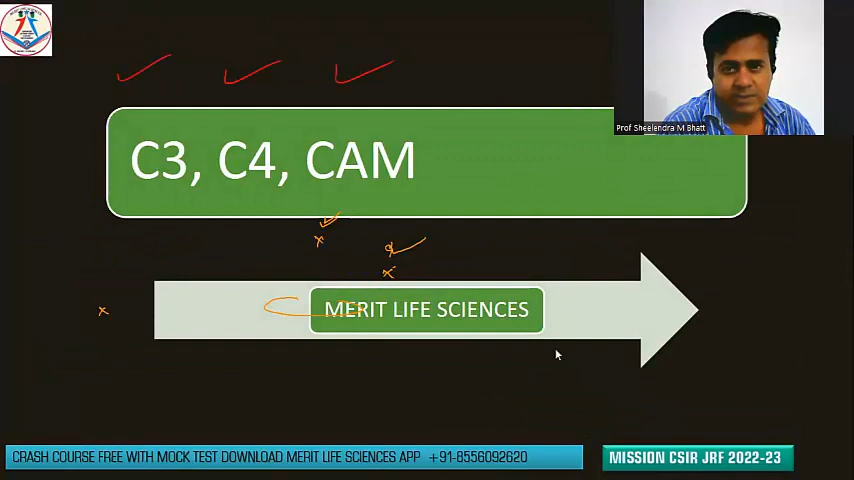 Prof Sheelendra M Bhatt
C3, C4, CAM
MERIT LIFE SCIENCES
CRASH COURSE FREE WITH MOCK TEST DOWNLOAD MERIT LIFE SCIENCES APP +91-8556092620
MISSION CSIR JRF 2022-23